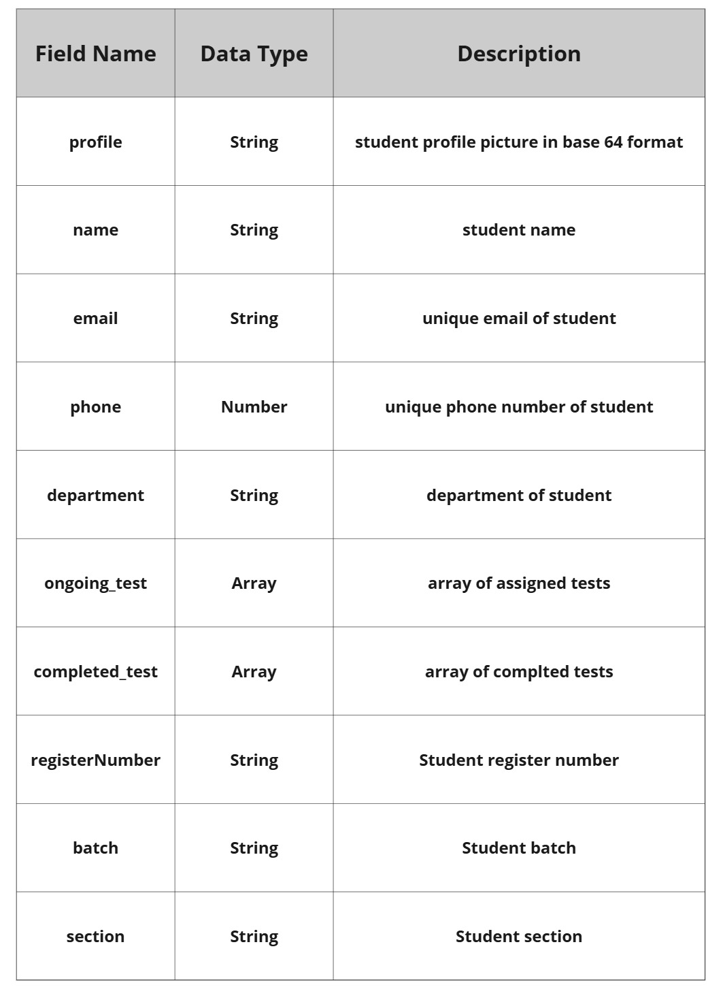 Field Name Data Type Description
profile String student profile picture in base 64 format
name String student name
email String unique email of student
phone Number unique phone number of student
department String department of student
ongoing_test Array array of assigned tests
completed_test Array array of complted tests
registerNumber String Student register number
batch String Student batch
section String Student section